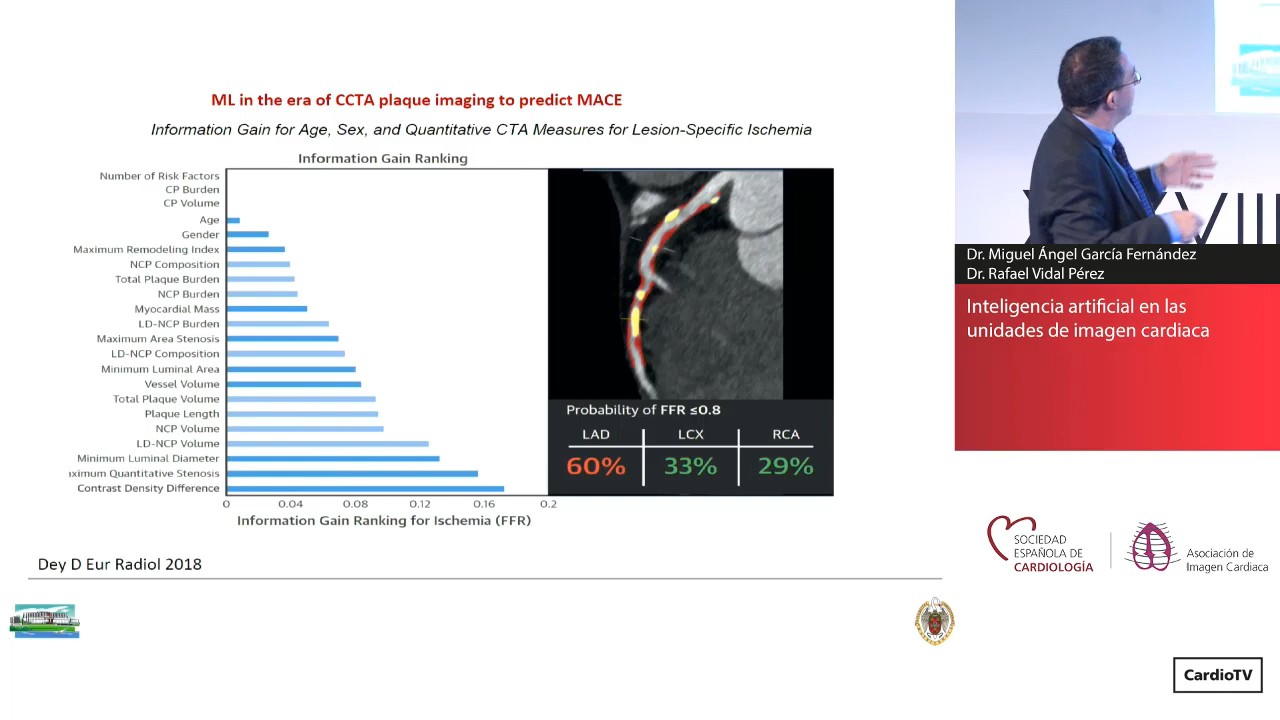 ML in the era of CCTA plaque imaging to predict MACE
Information Gain for Age, Sex, and Quantitative CTA Measures for Lesion-Specific Ischemia
Information Gain Ranking
Number of Risk Factors
CP Burden
CP Volume
Age
Gender
Maximum Remodeling Index
NCP Composition
Total Plaque Burden
NCP Burden
Myocardial Mass
LD-NCP Burden
Maximum Area Stenosis
LD-NCP Composition
Minimum Luminal Area
Vessel Volume
Total Plaque Volume
Plaque Length
NCP Volume
LD-NCP Volume
Minimum Luminal Diameter
ximum Quantitative Stenosis
Contrast Density Difference
0 0.04 0.08 0.12 0.16 0.2
Information Gain Ranking for Ischemia (FFR)
Probability of FFR ≤0.8
LAD LCX RCA
60% 33% 29%
Dey D Eur Radiol 2018
VIII
Dr. Miguel Ángel García Fernández
Dr. Rafael Vidal Pérez
Inteligencia artificial en las
unidades de imagen cardiaca
SOCIEDAD
ESPAÑOLA DE
CARDIOLOGÍA
Asociación de
Imagen Cardiaca
CardioTV